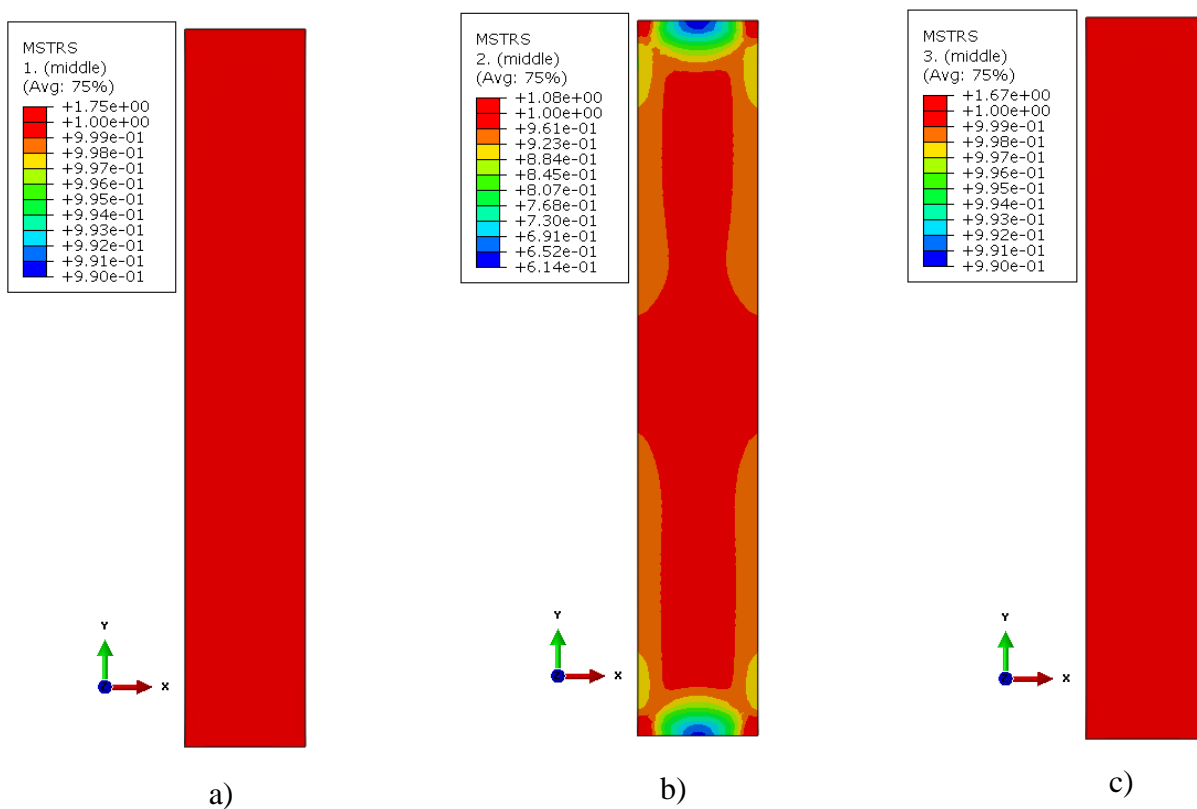 MSTRS
1. (middle)
(Avg: 75%)
+1.75e+00
+1.00e+00
+9.99e-01
+9.98e-01
+9.97e-01
+9.96e-01
+9.95e-01
+9.94e-01
+9.93e-01
+9.92e-01
+9.91e-01
+9.90e-01
Y
Z
X
a)
MSTRS
2. (middle)
(Avg: 75%)
+1.08e+00
+1.00e+00
+9.61e-01
+9.23e-01
+8.84e-01
+8.45e-01
+8.07e-01
+7.68e-01
+7.30e-01
+6.91e-01
+6.52e-01
+6.14e-01
Y
Z
X
b)
MSTRS
3. (middle)
(Avg: 75%)
+1.67e+00
+1.00e+00
+9.99e-01
+9.98e-01
+9.97e-01
+9.96e-01
+9.95e-01
+9.94e-01
+9.93e-01
+9.92e-01
+9.91e-01
+9.90e-01
Y
Z
X
c)